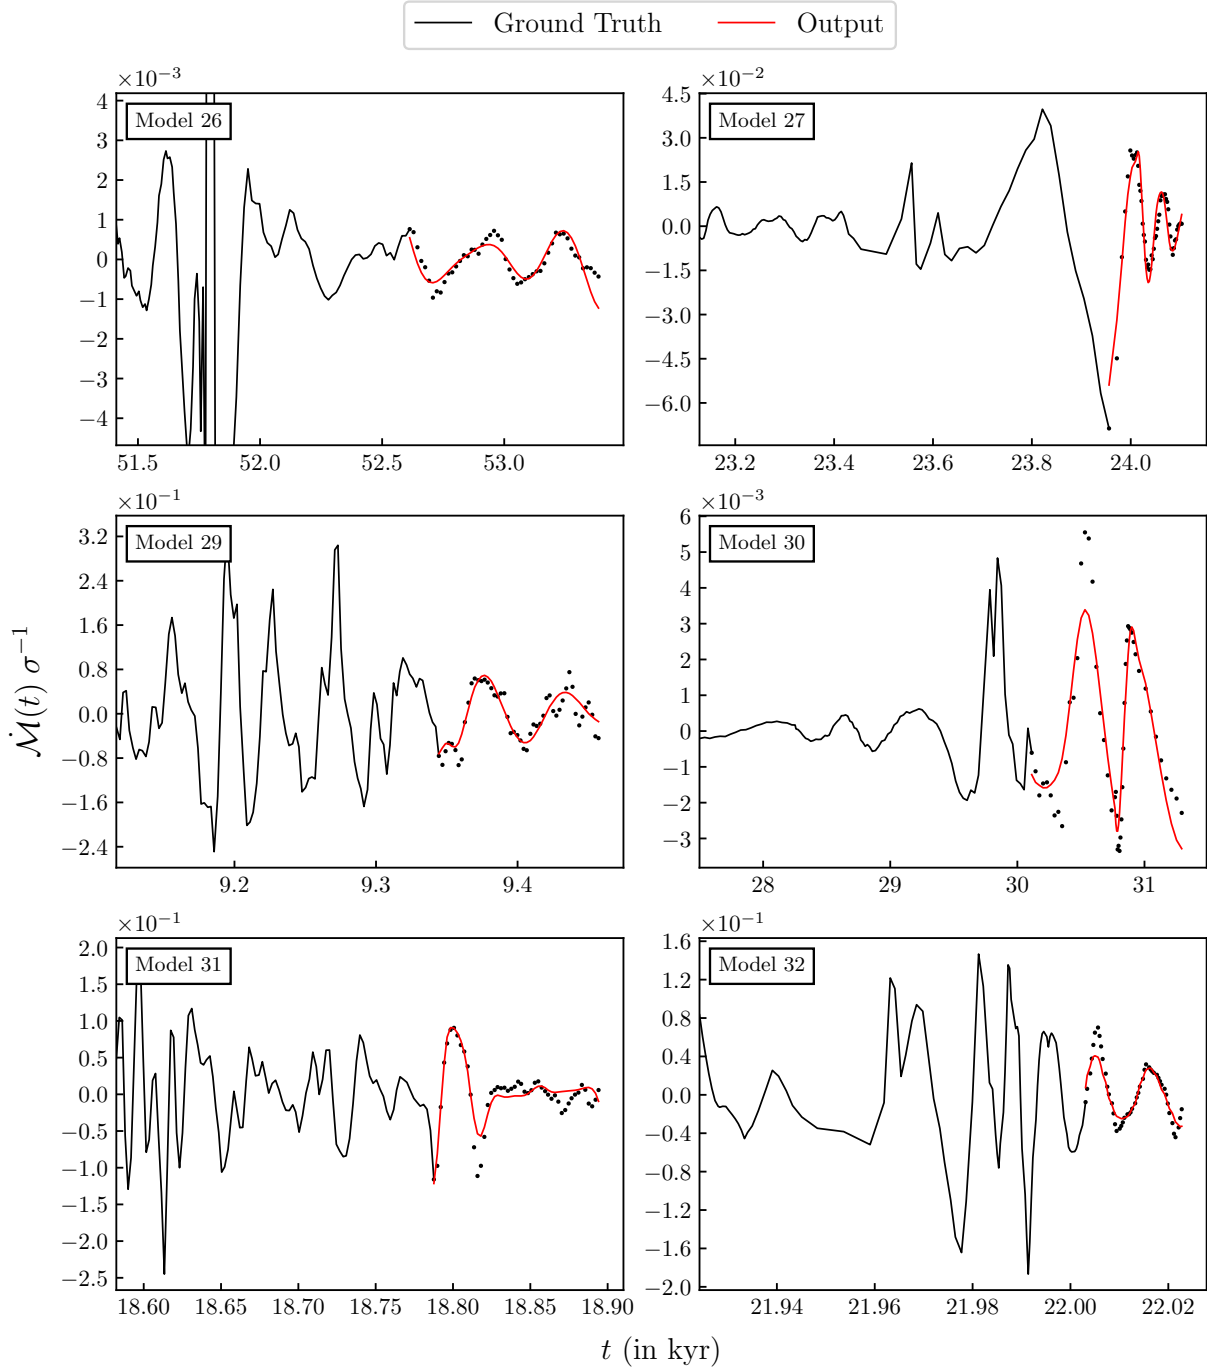 Ground Truth Output
×10⁻³ ×10⁻²
Model 26 Model 27
4 3 2 1 0 −1 −2 −3 −4
51.5 52.0 52.5 53.0
4.5 3.0 1.5 0.0 −1.5 −3.0 −4.5 −6.0
23.2 23.4 23.6 23.8 24.0
×10⁻¹ ×10⁻³
Model 29 Model 30
3.2 2.4 1.6 0.8 0.0 −0.8 −1.6 −2.4
9.2 9.3 9.4
6 5 4 3 2 1 0 −1 −2 −3
28 29 30 31
Ṁ(t) σ⁻¹
×10⁻¹ ×10⁻¹
Model 31 Model 32
2.0 1.5 1.0 0.5 0.0 −0.5 −1.0 −1.5 −2.0 −2.5
18.60 18.65 18.70 18.75 18.80 18.85 18.90
1.6 1.2 0.8 0.4 0.0 −0.4 −0.8 −1.2 −1.6 −2.0
21.94 21.96 21.98 22.00 22.02
t (in kyr)